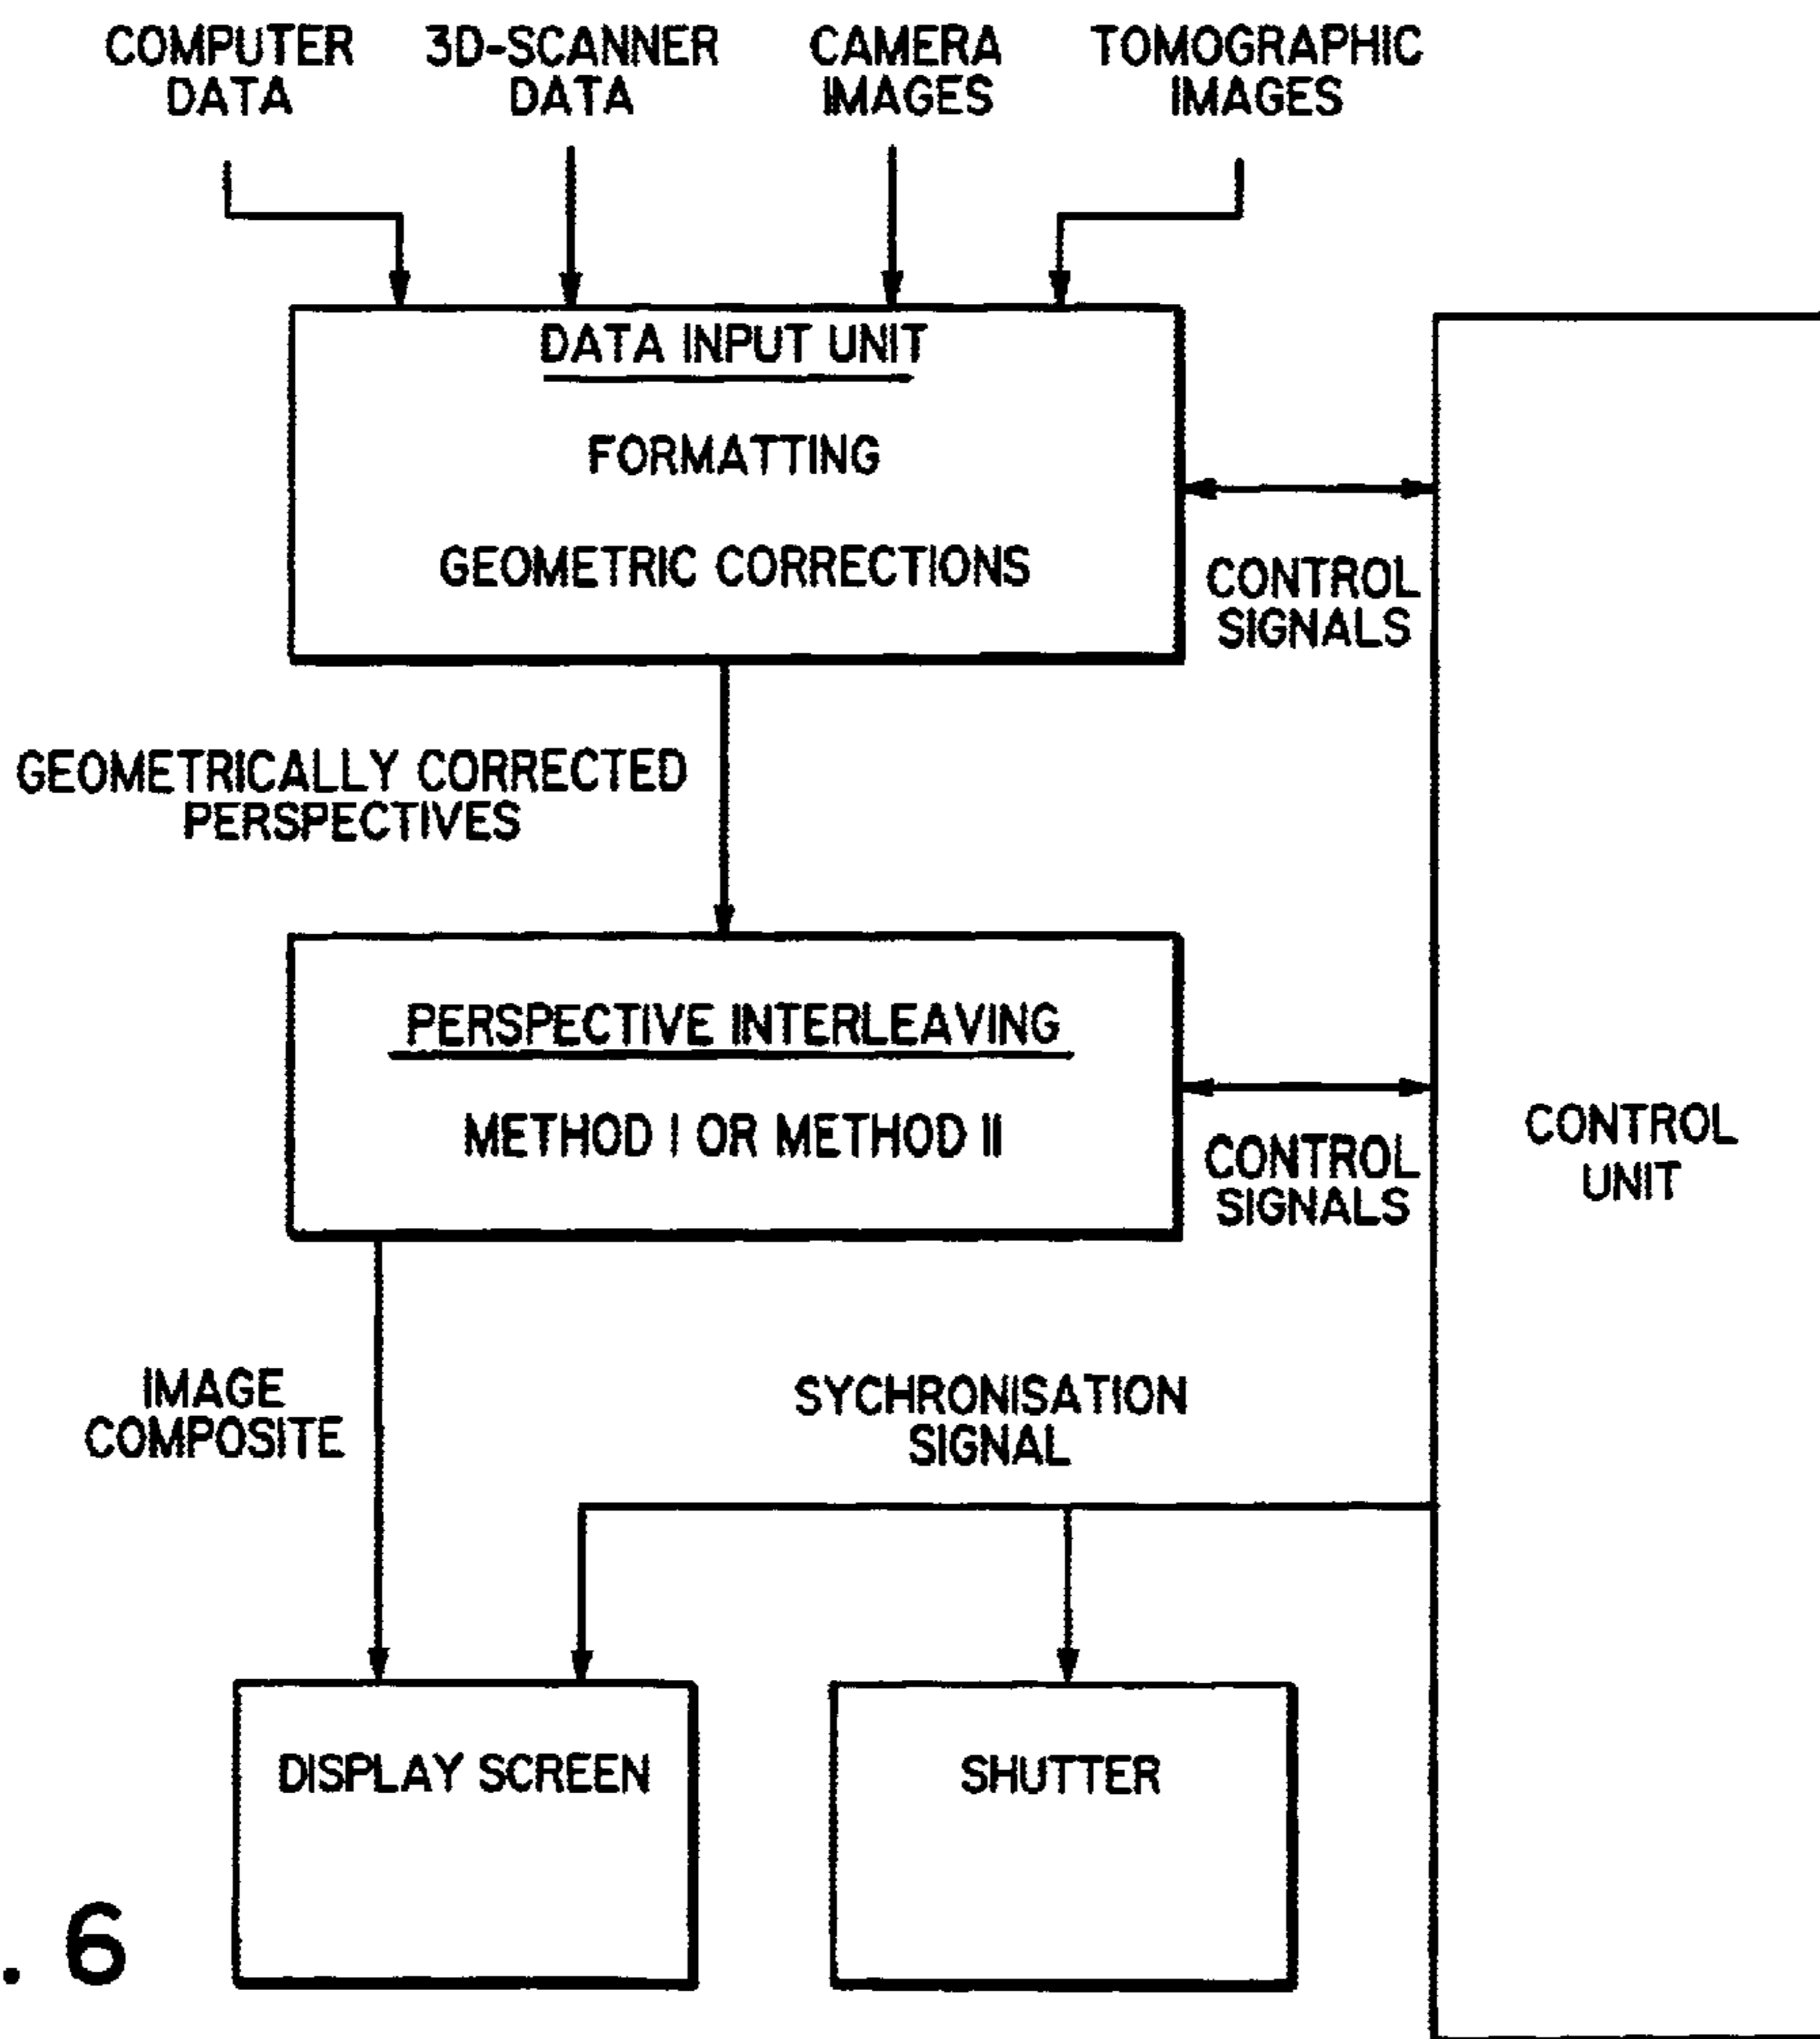 COMPUTER
DATA
3D-SCANNER
DATA
CAMERA
IMAGES
TOMOGRAPHIC
IMAGES
DATA INPUT UNIT
FORMATTING
GEOMETRIC CORRECTIONS
CONTROL
SIGNALS
GEOMETRICALLY CORRECTED
PERSPECTIVES
PERSPECTIVE INTERLEAVING
METHOD I OR METHOD II
CONTROL
SIGNALS
CONTROL
UNIT
IMAGE
COMPOSITE
SYCHRONISATION
SIGNAL
DISPLAY SCREEN
SHUTTER
. 6